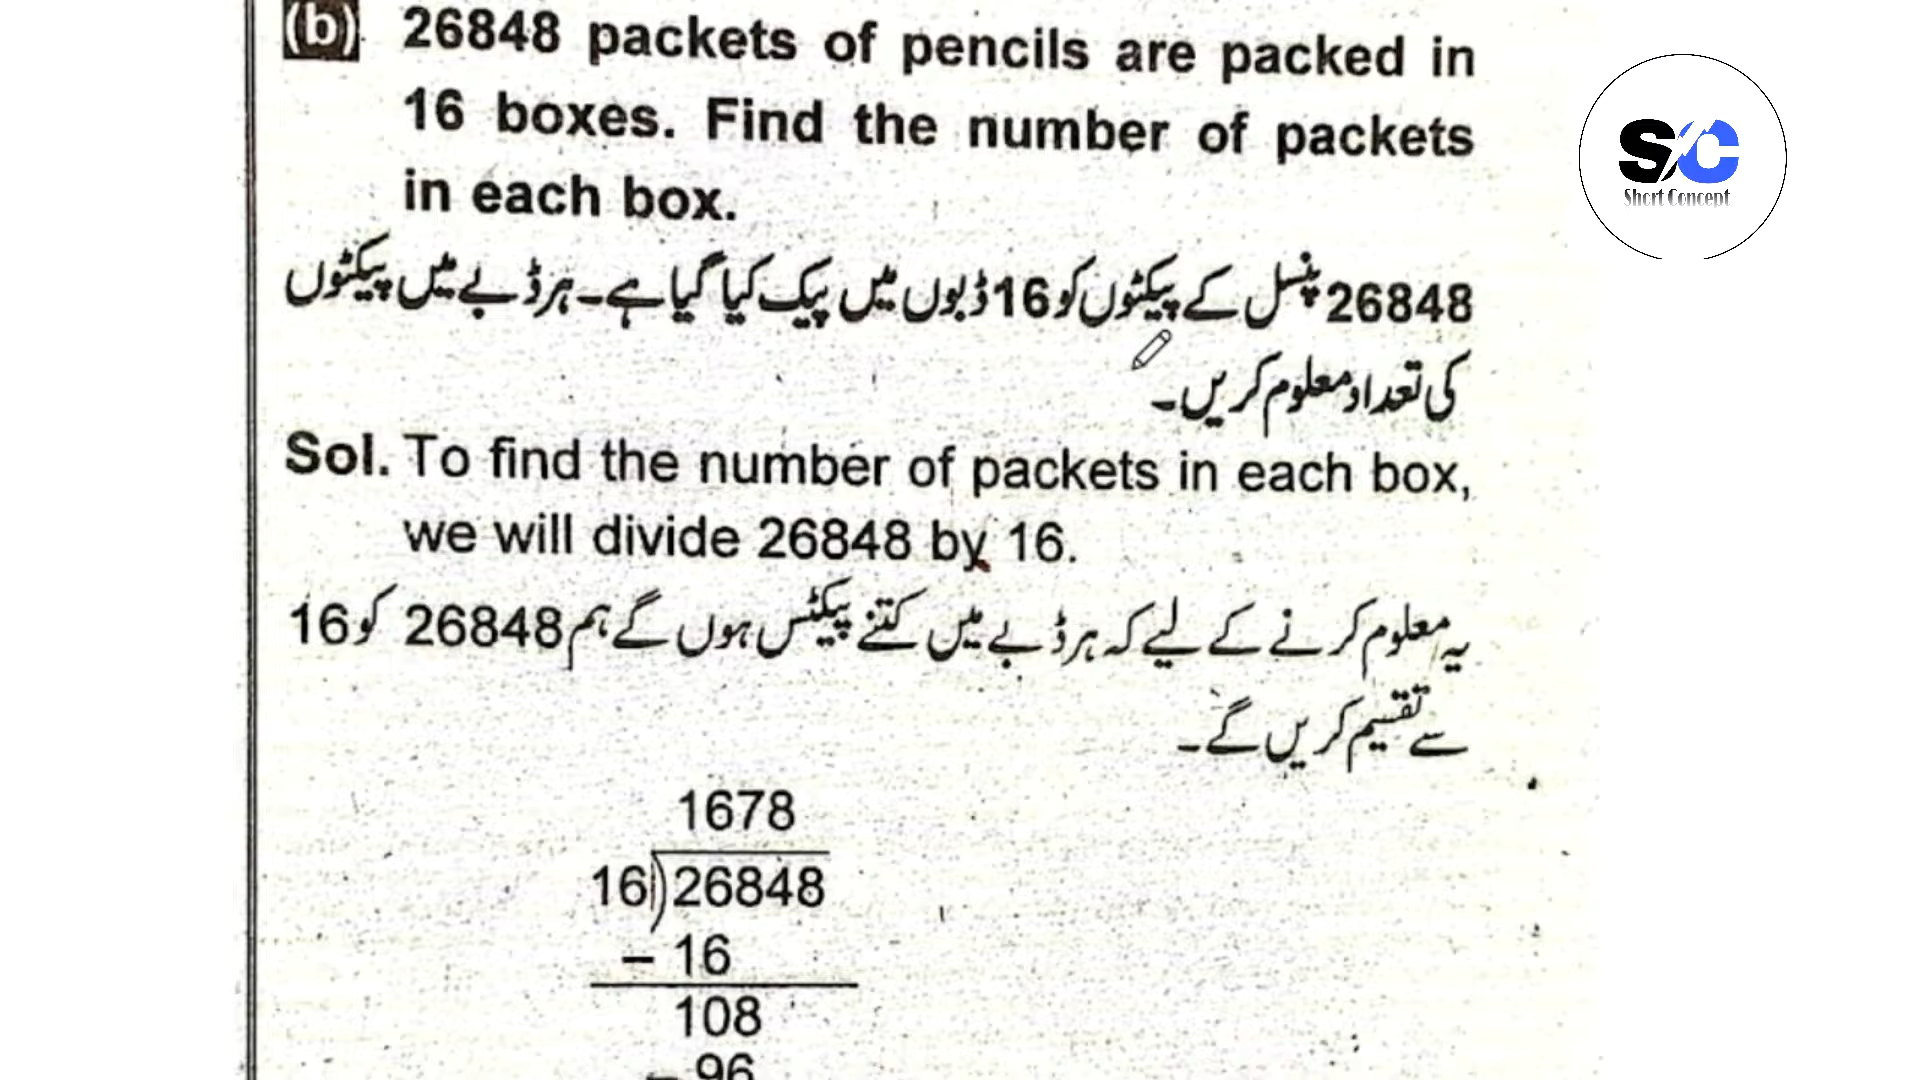 (b) 26848 packets of pencils are packed in
16 boxes. Find the number of packets
in each box.
26848 پنسل کے پیکٹوں کو 16 ڈبوں میں پیک کیا گیا ہے۔ ہر ڈبے میں پیکٹوں
کی تعداد معلوم کریں۔
Sol. To find the number of packets in each box,
we will divide 26848 by 16.
یہ معلوم کرنے کے لیے کہ ہر ڈبے میں کتنے پیکٹس ہوں گے ہم 26848 کو 16
سے تقسیم کریں گے۔
1678
16)26848
– 16
108
– 96
S/C
Short Concept